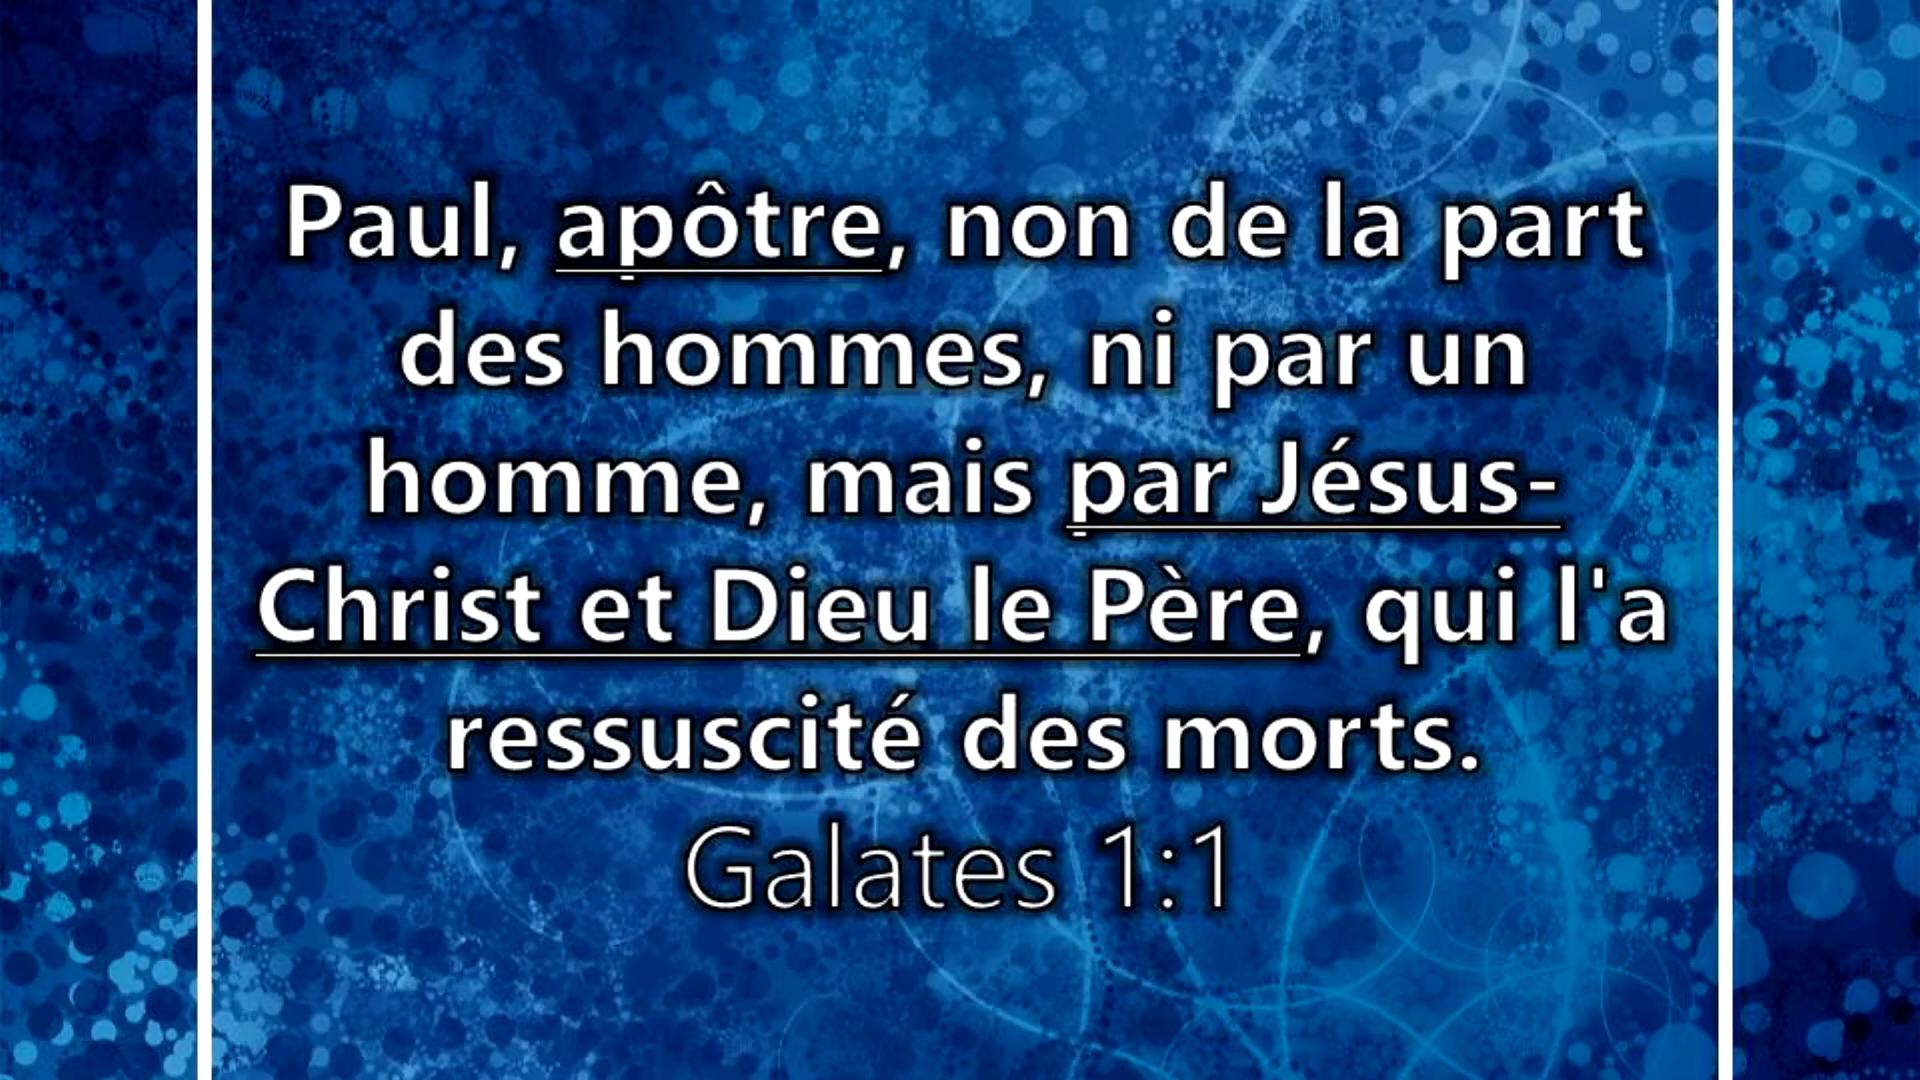 Paul, apôtre, non de la part
des hommes, ni par un
homme, mais par Jésus-
Christ et Dieu le Père, qui l'a
ressuscité des morts.
Galates 1:1